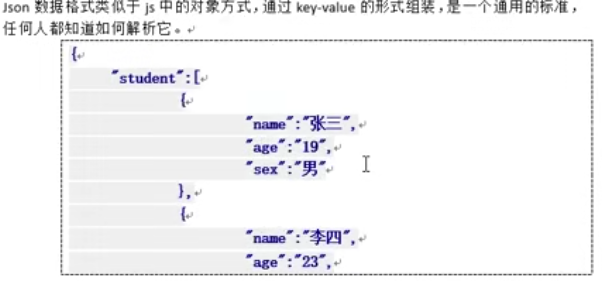 Json 数据格式类似于 js 中的对象方式，通过 key-value 的形式组装，是一个通用的标准，
任何人都知道如何解析它。
{
"student":[
{
"name":"张三",
"age":"19",
"sex":"男"
},
{
"name":"李四",
"age":"23",